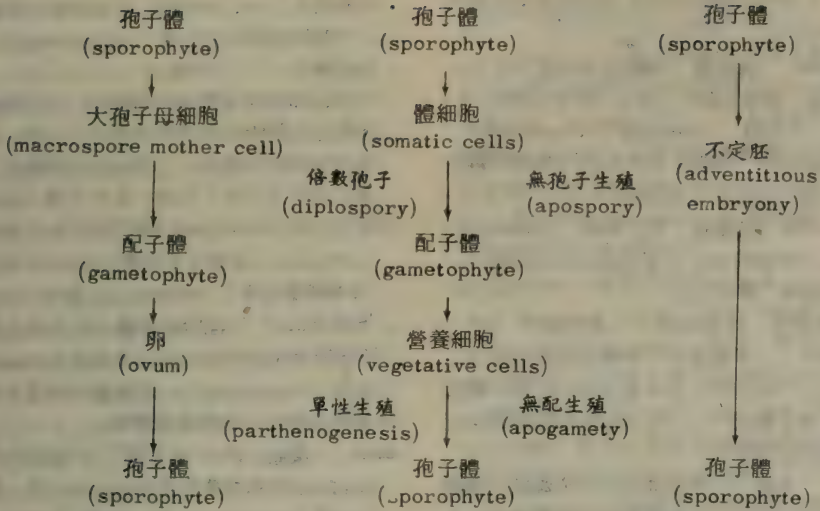 孢子體 孢子體 孢子體
(sporophyte) (sporophyte) (sporophyte)
大孢子母細胞 體細胞
(macrospore mother cell) (somatic cells)
不定胚
(adventitious
embryony)
倍數孢子 無孢子生殖
(diplospory) (apospory)
配子體 配子體
(gametophyte) (gametophyte)
卵 營養細胞
(ovum) (vegetative cells)
單性生殖 無配生殖
(parthenogenesis) (apogamety)
孢子體 孢子體 孢子體
(sporophyte) (sporophyte) (sporophyte)